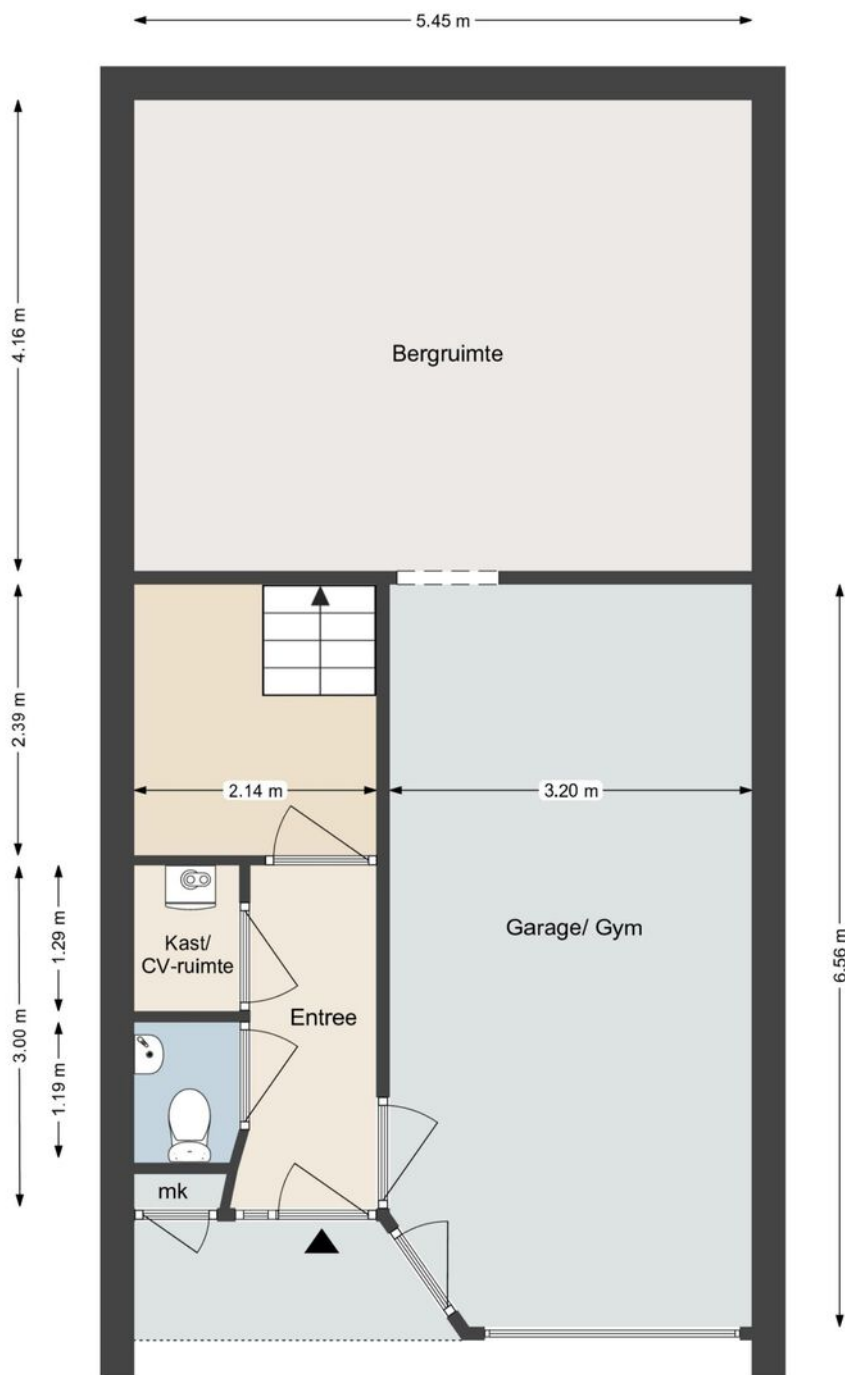 5.45 m
4.16 m
Bergruimte
2.39 m
2.14 m
3.20 m
1.29 m
Kast/
CV-ruimte
Garage/ Gym
6.56 m
3.00 m
Entree
1.19 m
mk